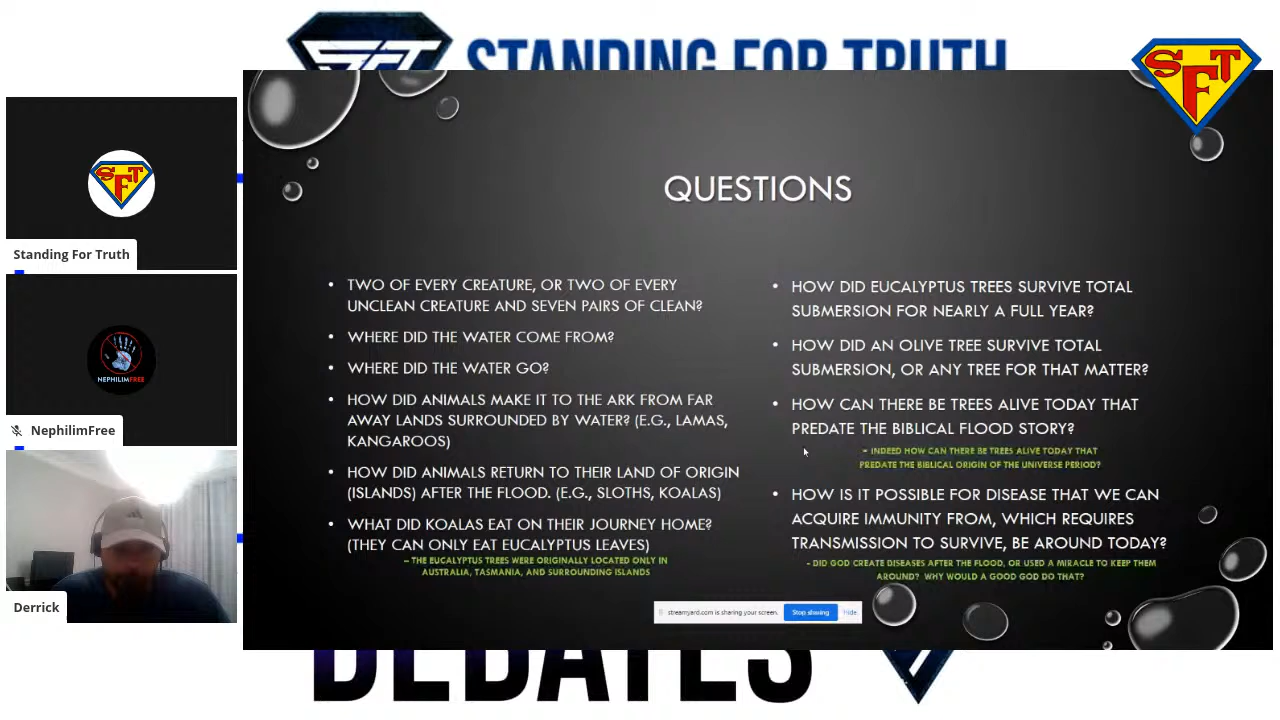 SFT STANDING FOR TRUTH
SFT
SFT
Standing For Truth
NEPHILIMFREE
NephilimFree
Derrick
QUESTIONS
• TWO OF EVERY CREATURE, OR TWO OF EVERY
UNCLEAN CREATURE AND SEVEN PAIRS OF CLEAN?
• WHERE DID THE WATER COME FROM?
• WHERE DID THE WATER GO?
• HOW DID ANIMALS MAKE IT TO THE ARK FROM FAR
AWAY LANDS SURROUNDED BY WATER? (E.G., LAMAS,
KANGAROOS)
• HOW DID ANIMALS RETURN TO THEIR LAND OF ORIGIN
(ISLANDS) AFTER THE FLOOD. (E.G., SLOTHS, KOALAS)
• WHAT DID KOALAS EAT ON THEIR JOURNEY HOME?
(THEY CAN ONLY EAT EUCALYPTUS LEAVES)
– THE EUCALYPTUS TREES WERE ORIGINALLY LOCATED ONLY IN
AUSTRALIA, TASMANIA, AND SURROUNDING ISLANDS
• HOW DID EUCALYPTUS TREES SURVIVE TOTAL
SUBMERSION FOR NEARLY A FULL YEAR?
• HOW DID AN OLIVE TREE SURVIVE TOTAL
SUBMERSION, OR ANY TREE FOR THAT MATTER?
• HOW CAN THERE BE TREES ALIVE TODAY THAT
PREDATE THE BIBLICAL FLOOD STORY?
– INDEED HOW CAN THERE BE TREES ALIVE TODAY THAT
PREDATE THE BIBLICAL ORIGIN OF THE UNIVERSE PERIOD?
• HOW IS IT POSSIBLE FOR DISEASE THAT WE CAN
ACQUIRE IMMUNITY FROM, WHICH REQUIRES
TRANSMISSION TO SURVIVE, BE AROUND TODAY?
- DID GOD CREATE DISEASES AFTER THE FLOOD, OR USED A MIRACLE TO KEEP THEM
AROUND? WHY WOULD A GOOD GOD DO THAT?
streamyard.com is sharing your screen. Stop sharing Hide
DEBATES